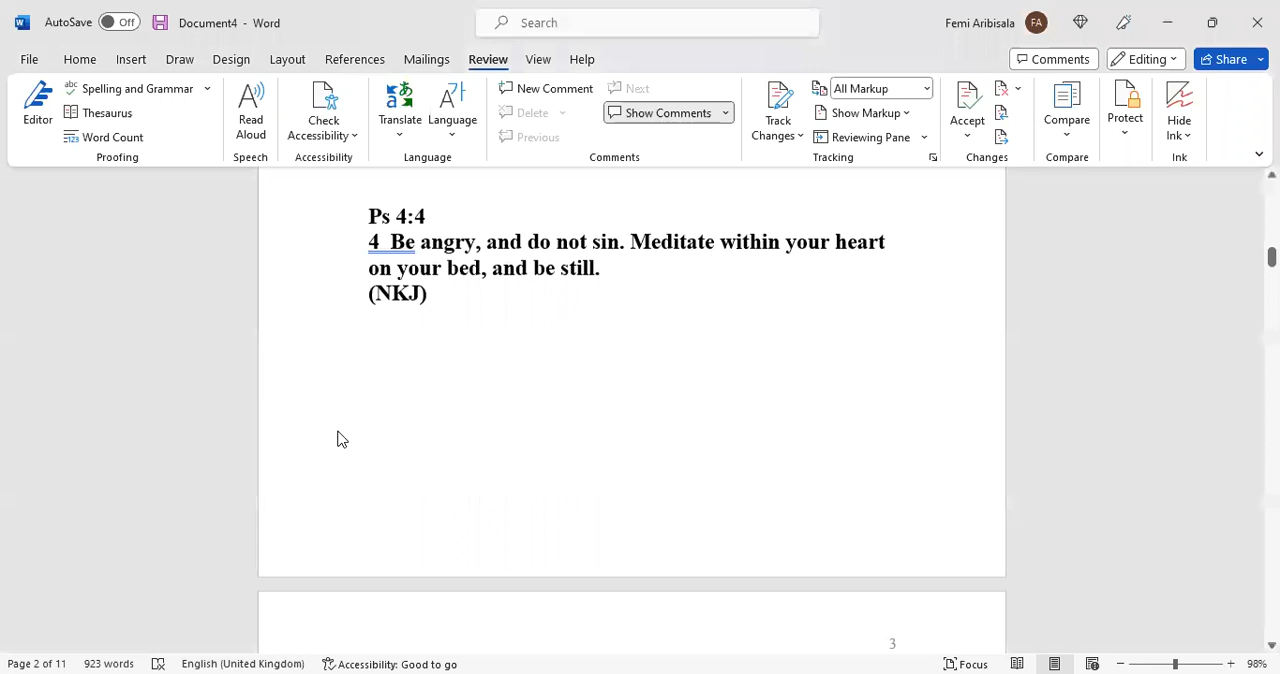 AutoSave Off Document4 - Word Search Femi Aribisala FA
File Home Insert Draw Design Layout References Mailings Review View Help Comments Editing Share
Editor
Spelling and Grammar
Thesaurus
Word Count
Proofing
Read Aloud
Speech
Check Accessibility
Accessibility
Translate
Language
Language
New Comment
Delete
Previous
Next
Show Comments
Comments
Track Changes
All Markup
Show Markup
Reviewing Pane
Tracking
Accept
Changes
Compare
Compare
Protect
Hide Ink
Ink
Ps 4:4
4 Be angry, and do not sin. Meditate within your heart
on your bed, and be still.
(NKJ)
3
Page 2 of 11 923 words English (United Kingdom) Accessibility: Good to go Focus 98%